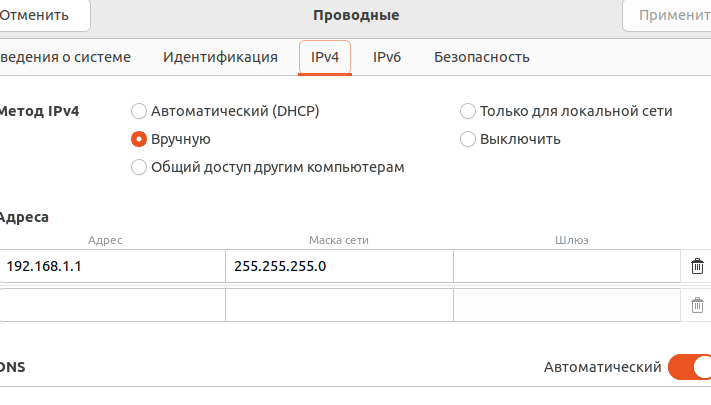 Отменить
Проводные
Применит
ведения о системе
Идентификация
IPv4
IPv6
Безопасность
Метод IPv4
Автоматический (DHCP)
Только для локальной сети
Вручную
Выключить
Общий доступ другим компьютерам
Адреса
Адрес
Маска сети
Шлюз
192.168.1.1
255.255.255.0
DNS
Автоматический